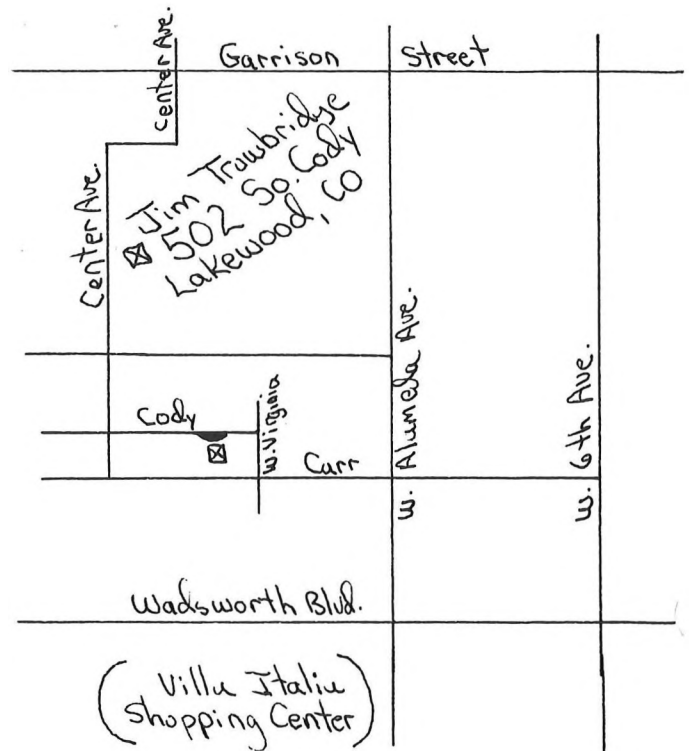 Center Ave.
Garrison Street
Center Ave.
Jim Trowbridge
502 So. Cody
Lakewood, CO
W. Alameda Ave.
W. 6th Ave.
Cody
W. Virginia
Carr
Wadsworth Blvd.
(Villa Italia
Shopping Center)